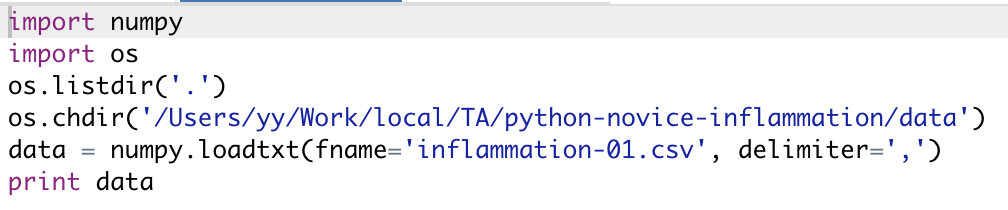 import numpy
import os
os.listdir('.')
os.chdir('/Users/yy/Work/local/TA/python-novice-inflammation/data')
data = numpy.loadtxt(fname='inflammation-01.csv', delimiter=',')
print data